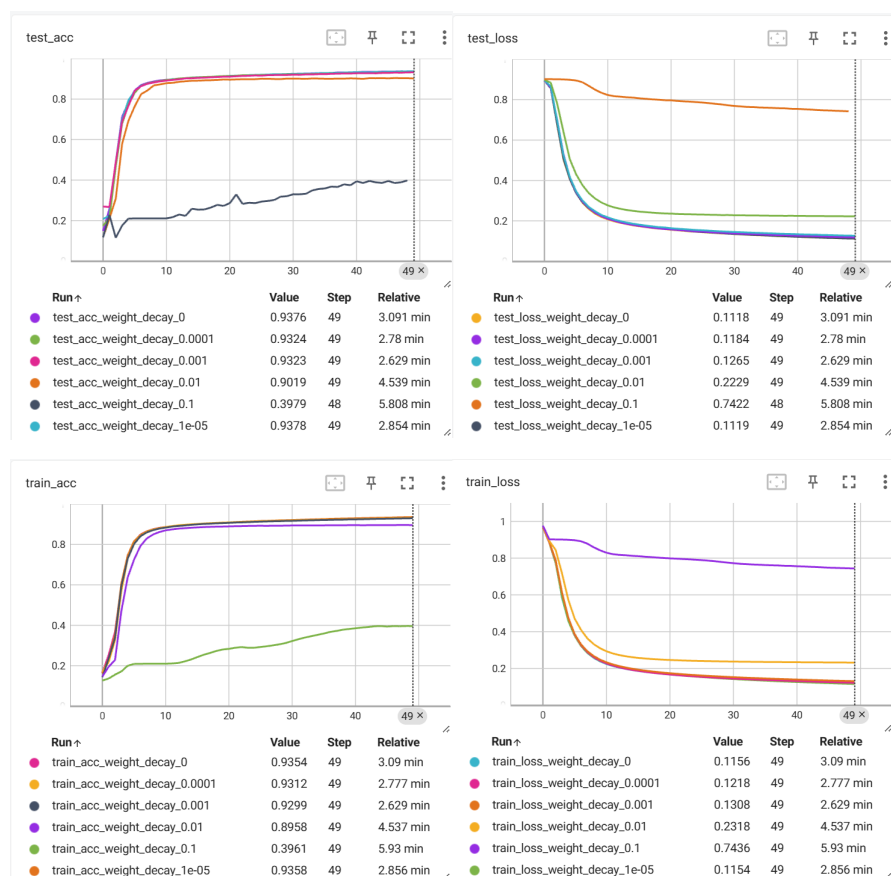 test_acc
0.8
0.6
0.4
0.2
0 10 20 30 40 49 ×
Run↑ Value Step Relative
test_acc_weight_decay_0 0.9376 49 3.091 min
test_acc_weight_decay_0.0001 0.9324 49 2.78 min
test_acc_weight_decay_0.001 0.9323 49 2.629 min
test_acc_weight_decay_0.01 0.9019 49 4.539 min
test_acc_weight_decay_0.1 0.3979 48 5.808 min
test_acc_weight_decay_1e-05 0.9378 49 2.854 min
test_loss
0.8
0.6
0.4
0.2
0 10 20 30 40 49 ×
Run↑ Value Step Relative
test_loss_weight_decay_0 0.1118 49 3.091 min
test_loss_weight_decay_0.0001 0.1184 49 2.78 min
test_loss_weight_decay_0.001 0.1265 49 2.629 min
test_loss_weight_decay_0.01 0.2229 49 4.539 min
test_loss_weight_decay_0.1 0.7422 48 5.808 min
test_loss_weight_decay_1e-05 0.1119 49 2.854 min
train_acc
0.8
0.6
0.4
0.2
0 10 20 30 40 49 ×
Run↑ Value Step Relative
train_acc_weight_decay_0 0.9354 49 3.09 min
train_acc_weight_decay_0.0001 0.9312 49 2.777 min
train_acc_weight_decay_0.001 0.9299 49 2.629 min
train_acc_weight_decay_0.01 0.8958 49 4.537 min
train_acc_weight_decay_0.1 0.3961 49 5.93 min
train_acc_weight_decay_1e-05 0.9358 49 2.856 min
train_loss
1
0.8
0.6
0.4
0.2
0 10 20 30 40 49 ×
Run↑ Value Step Relative
train_loss_weight_decay_0 0.1156 49 3.09 min
train_loss_weight_decay_0.0001 0.1218 49 2.777 min
train_loss_weight_decay_0.001 0.1308 49 2.629 min
train_loss_weight_decay_0.01 0.2318 49 4.537 min
train_loss_weight_decay_0.1 0.7436 49 5.93 min
train_loss_weight_decay_1e-05 0.1154 49 2.856 min